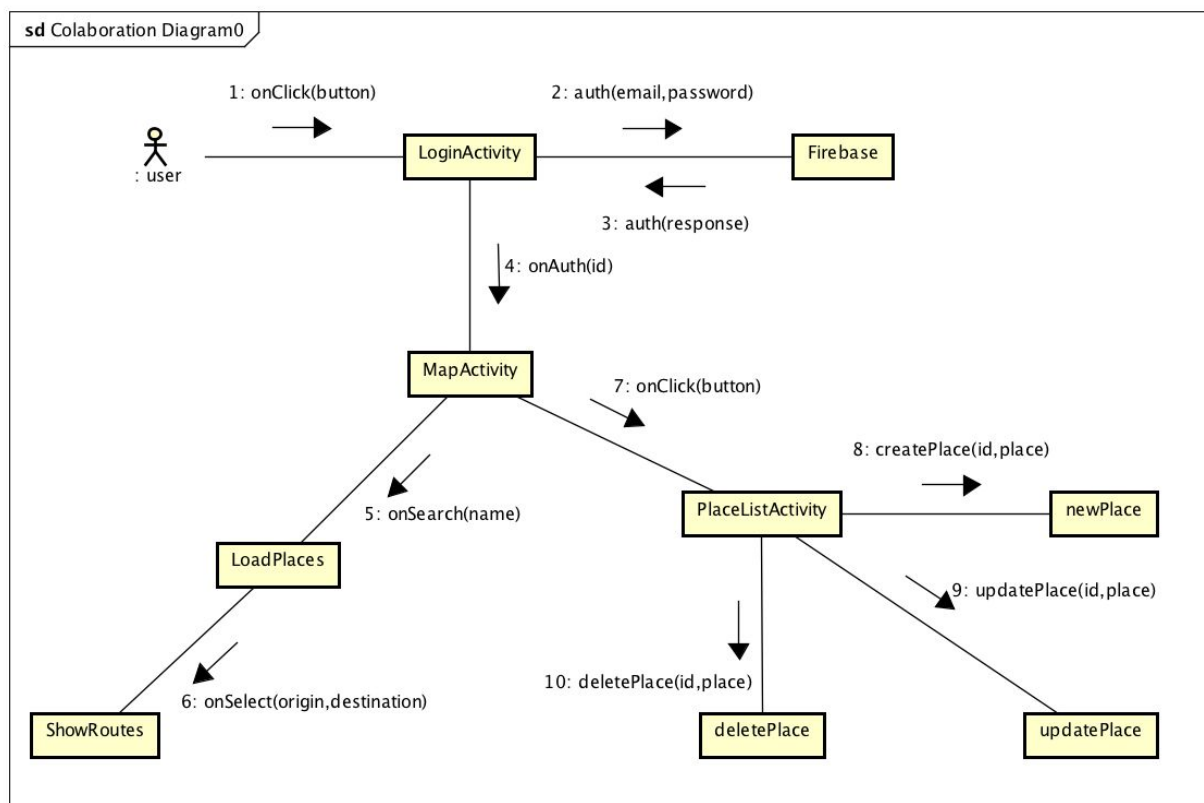 sd Colaboration Diagram0
1: onClick(button)
2: auth(email,password)
: user
LoginActivity
Firebase
3: auth(response)
4: onAuth(id)
MapActivity
7: onClick(button)
8: createPlace(id,place)
5: onSearch(name)
PlaceListActivity
newPlace
LoadPlaces
9: updatePlace(id,place)
10: deletePlace(id,place)
6: onSelect(origin,destination)
ShowRoutes
deletePlace
updatePlace